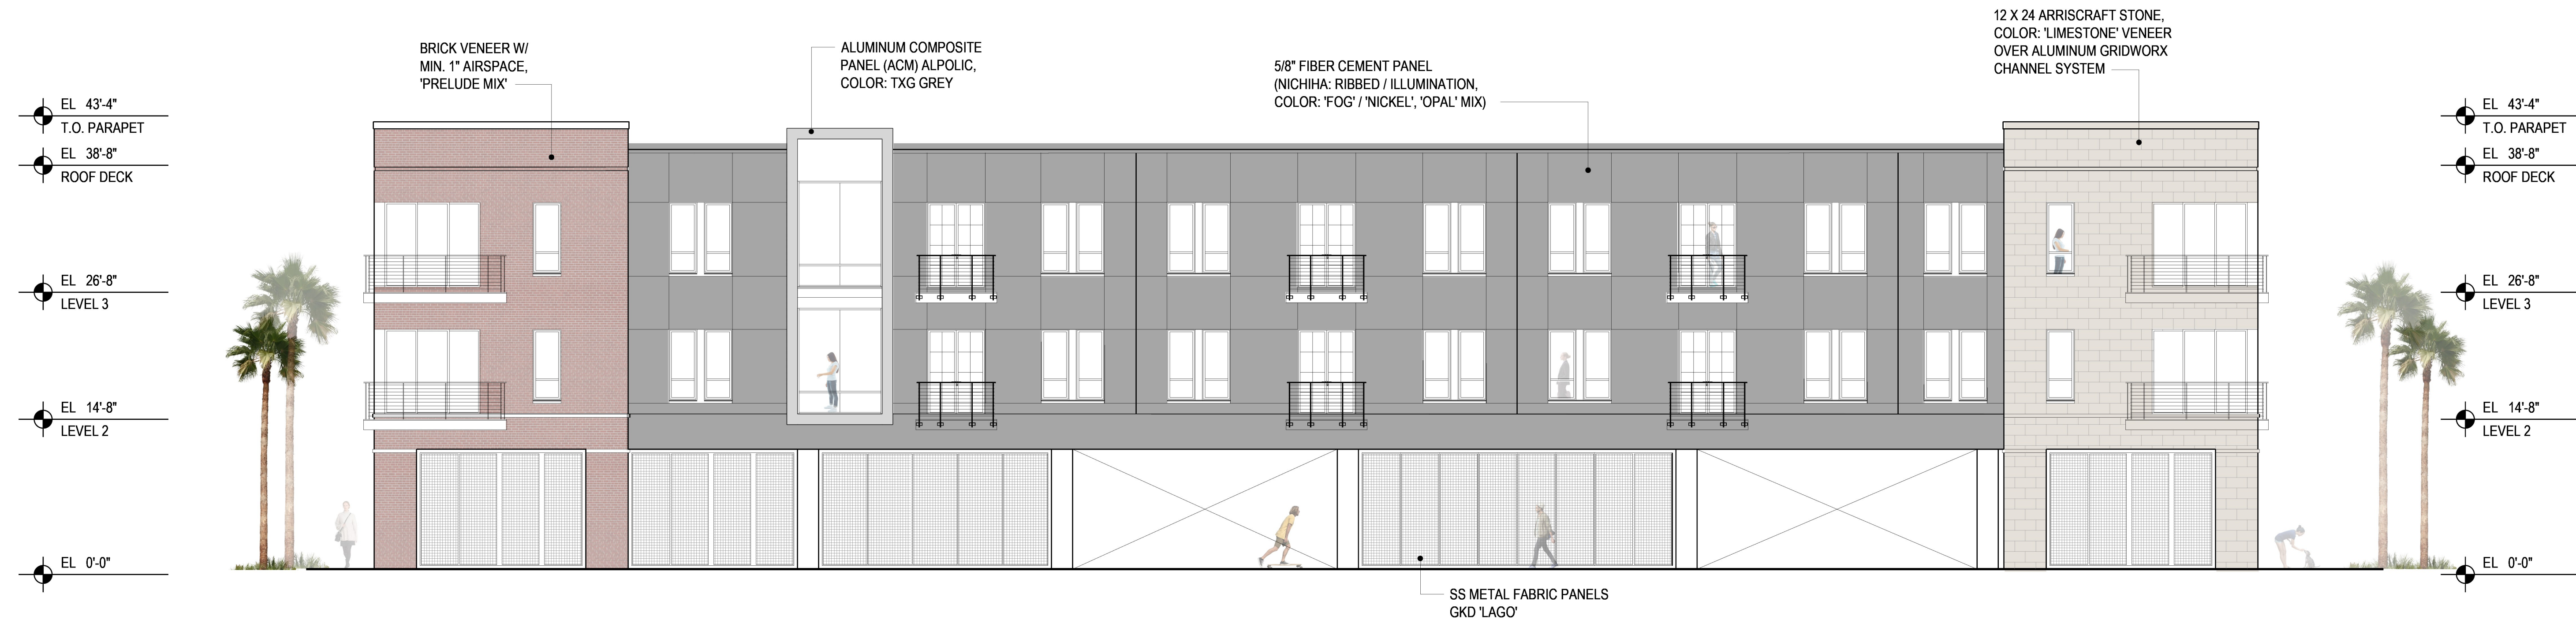 BRICK VENEER W/
MIN. 1" AIRSPACE,
'PRELUDE MIX'
ALUMINUM COMPOSITE
PANEL (ACM) ALPOLIC,
COLOR: TXG GREY
5/8" FIBER CEMENT PANEL
(NICHIHA: RIBBED / ILLUMINATION,
COLOR: 'FOG' / 'NICKEL', 'OPAL' MIX)
12 X 24 ARRISCRAFT STONE,
COLOR: 'LIMESTONE' VENEER
OVER ALUMINUM GRIDWORX
CHANNEL SYSTEM
EL 43'-4"
T.O. PARAPET
EL 38'-8"
ROOF DECK
EL 26'-8"
LEVEL 3
EL 14'-8"
LEVEL 2
EL 0'-0"
EL 43'-4"
T.O. PARAPET
EL 38'-8"
ROOF DECK
EL 26'-8"
LEVEL 3
EL 14'-8"
LEVEL 2
EL 0'-0"
SS METAL FABRIC PANELS
GKD 'LAGO'